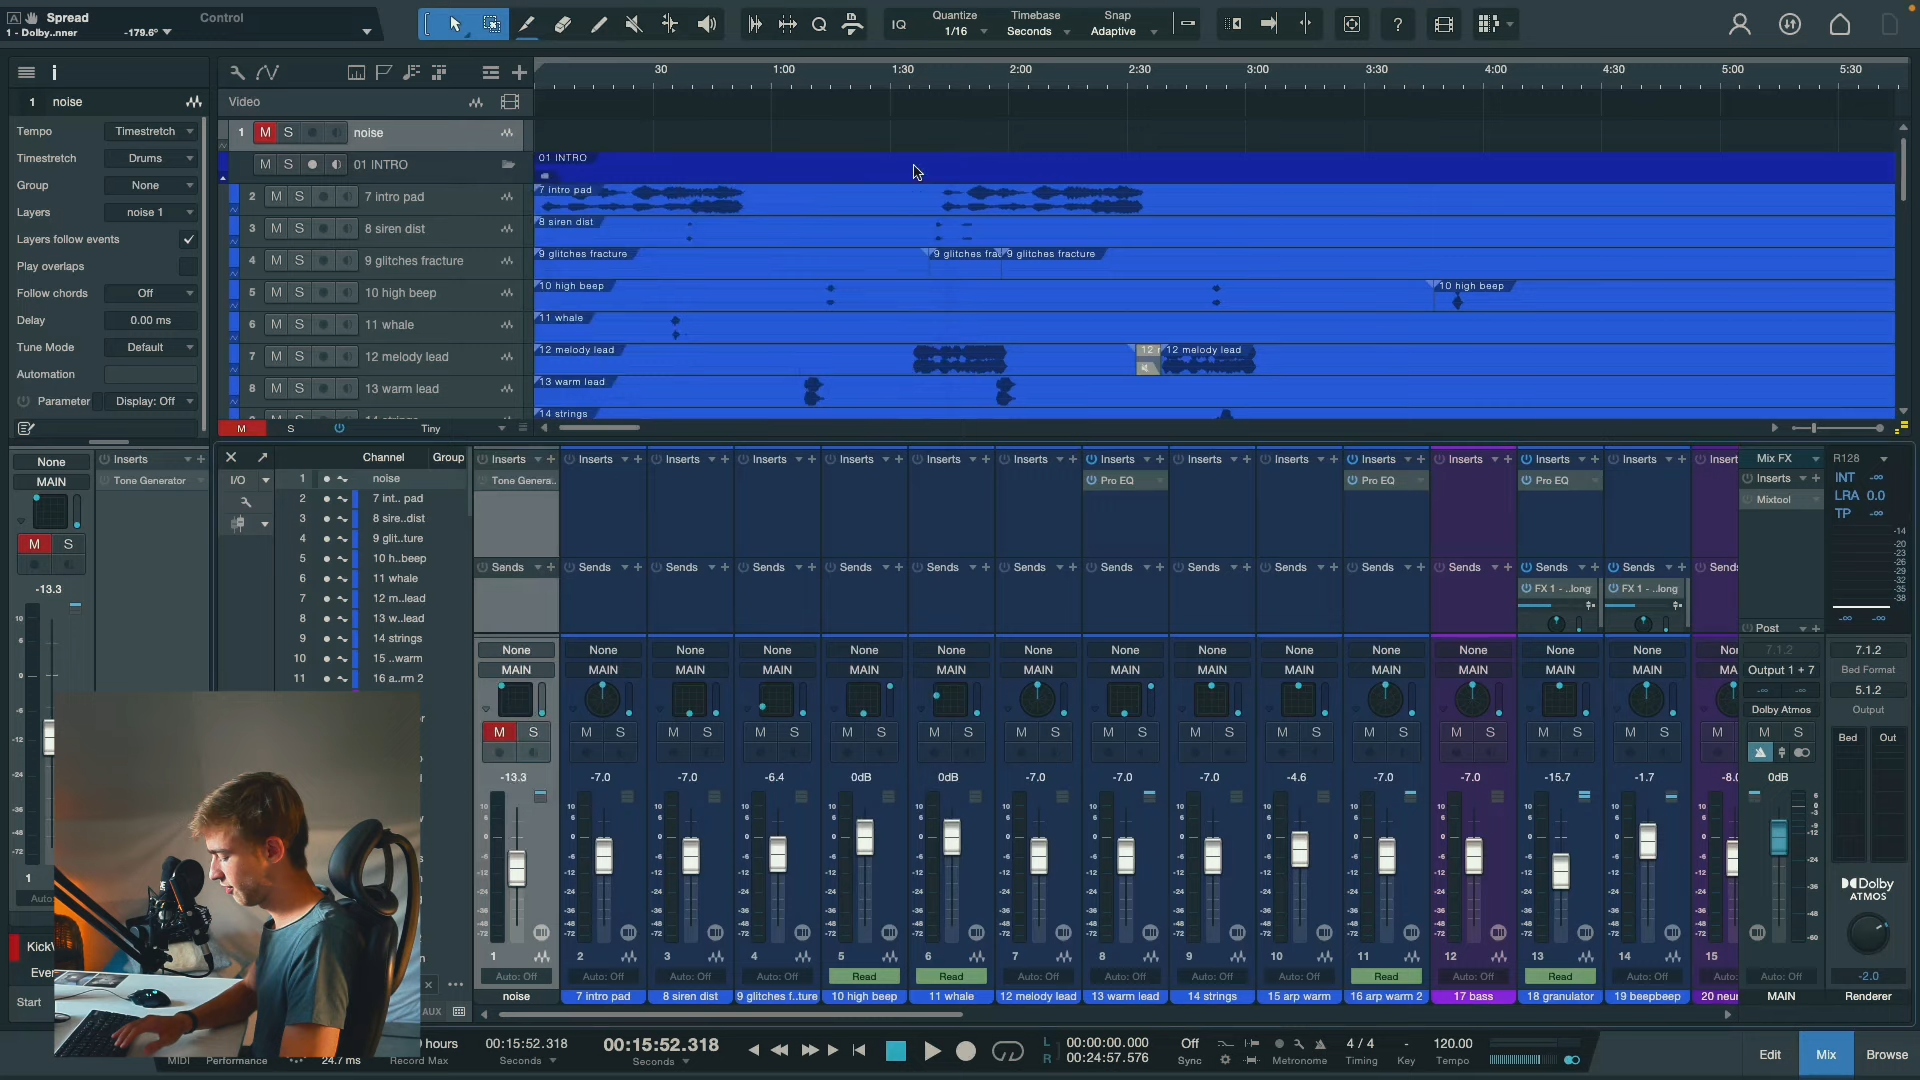 Spread
Control
1 - Dolby..nner
-179.6°
IQ
Quantize
1/16
Timebase
Seconds
Snap
Adaptive
1 noise
Tempo Timestretch
Timestretch Drums
Group None
Layers noise 1
Layers follow events
Play overlaps
Follow chords Off
Delay 0.00 ms
Tune Mode Default
Automation
Parameter Display: Off
Video
30 1:00 1:30 2:00 2:30 3:00 3:30 4:00 4:30 5:00 5:30
1 M S noise
M S 01 INTRO
01 INTRO
2 M S 7 intro pad
7 intro pad
3 M S 8 siren dist
8 siren dist
4 M S 9 glitches fracture
9 glitches fracture 9 glitches frac 9 glitches fracture
5 M S 10 high beep
10 high beep 10 high beep
6 M S 11 whale
11 whale
7 M S 12 melody lead
12 melody lead 12 r 12 melody lead
8 M S 13 warm lead
13 warm lead
14 strings
M S Tiny
None
MAIN
Inserts
Tone Generator
M S
-13.3
I/O
Channel Group
1 noise
2 7 int.. pad
3 8 sire..dist
4 9 glit..ture
5 10 h..beep
6 11 whale
7 12 m..lead
8 13 w..lead
9 14 strings
10 15 ..warm
11 16 a..rm 2
Inserts Inserts Inserts Inserts Inserts Inserts Inserts Inserts Inserts Inserts Inserts Inserts Inserts Inserts Insert
Tone Genera.. Pro EQ Pro EQ Pro EQ
Sends Sends Sends Sends Sends Sends Sends Sends Sends Sends Sends Sends Sends Sends Sends
FX 1 - ..long FX 1 - ..long
None None None None None None None None None None None None None None Nor
MAIN MAIN MAIN MAIN MAIN MAIN MAIN MAIN MAIN MAIN MAIN MAIN MAIN MAIN MA
M S M S M S M S M S M S M S M S M S M S M S M S M S M S M
-13.3 -7.0 -7.0 -6.4 0dB 0dB -7.0 -7.0 -7.0 -4.6 -7.0 -7.0 -15.7 -1.7 -8.0
1 2 3 4 5 6 7 8 9 10 11 12 13 14 15
Auto: Off Auto: Off Auto: Off Read Read Auto: Off Auto: Off Auto: Off Auto: Off Read Auto: Off Read Auto: Off Auto:
noise 7 intro pad 8 siren dist 9 glitches f..ture 10 high beep 11 whale 12 melody lead 13 warm lead 14 strings 15 arp warm 16 arp warm 2 17 bass 18 granulator 19 beepbeep 20 neur
Mix FX
Inserts
Mixtool
Post
7.1.2
Output 1 + 7
Dolby Atmos
M S
0dB
Auto: Off
MAIN
R128
INT -∞
LRA 0.0
TP -∞
7.1.2
Bed Format
5.1.2
Output
Bed Out
Dolby
ATMOS
-2.0
Renderer
1
Auto:
KickV
Ever
Start
AUX
MIDI Performance
hours
24.7 ms Record Max
00:15:52.318
Seconds
00:15:52.318
Seconds
L 00:00:00.000
R 00:24:57.576
Off
Sync
Metronome
4 / 4
Timing
-
Key
120.00
Tempo
Edit Mix Browse